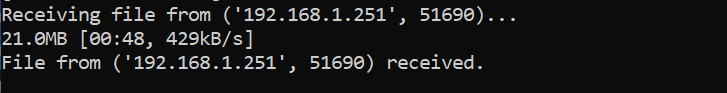 Receiving file from ('192.168.1.251', 51690)...
21.0MB [00:48, 429kB/s]
File from ('192.168.1.251', 51690) received.